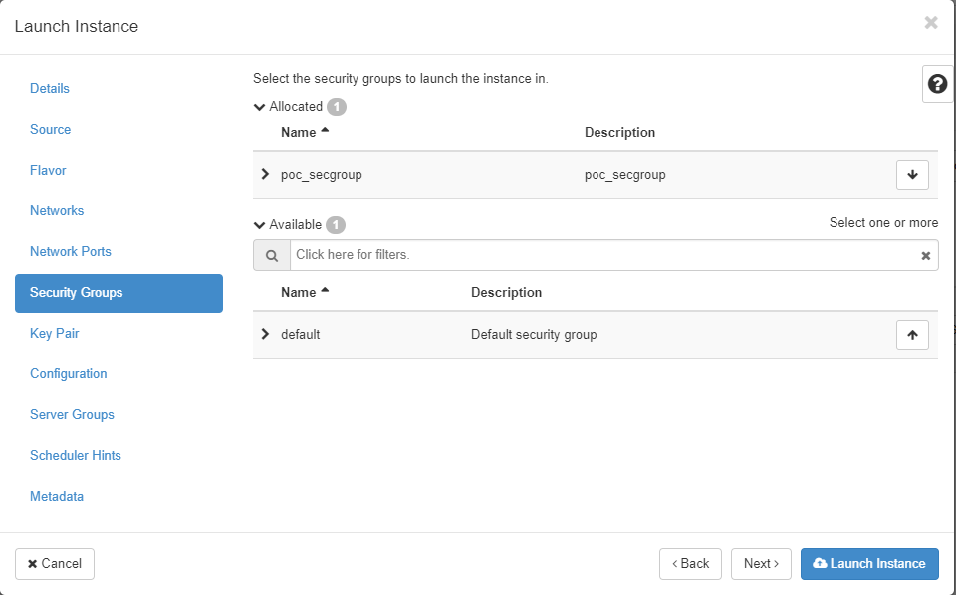 Launch Instance
Details
Source
Flavor
Networks
Network Ports
Security Groups
Key Pair
Configuration
Server Groups
Scheduler Hints
Metadata
Select the security groups to launch the instance in.
Allocated 1
Name Description
poc_secgroup poc_secgroup
Available 1 Select one or more
Click here for filters.
Name Description
default Default security group
Cancel
Back
Next
Launch Instance